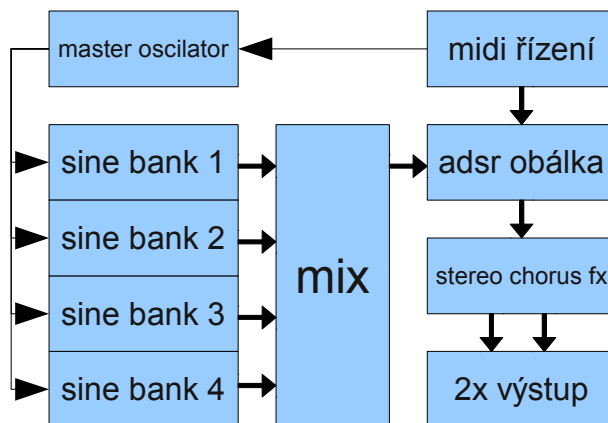 master oscilator
midi řízení
sine bank 1
sine bank 2
sine bank 3
sine bank 4
mix
adsr obálka
stereo chorus fx
2x výstup